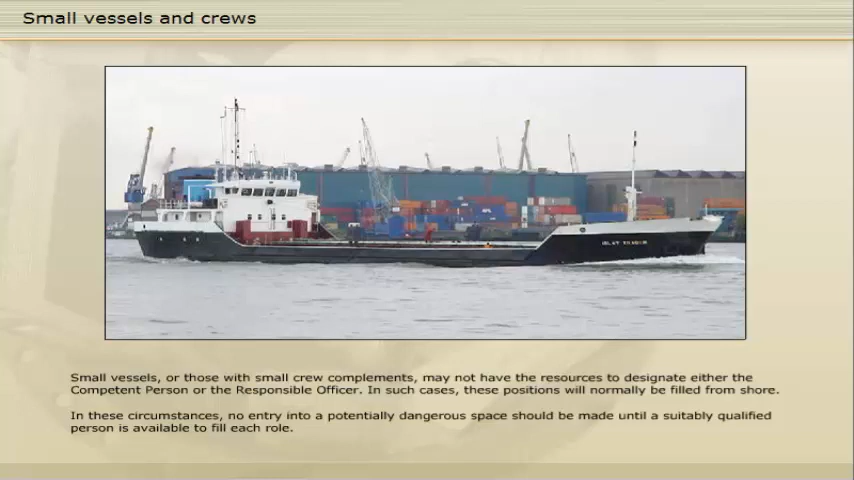 Small vessels and crews
Small vessels, or those with small crew complements, may not have the resources to designate either the
Competent Person or the Responsible Officer. In such cases, these positions will normally be filled from shore.
In these circumstances, no entry into a potentially dangerous space should be made until a suitably qualified
person is available to fill each role.